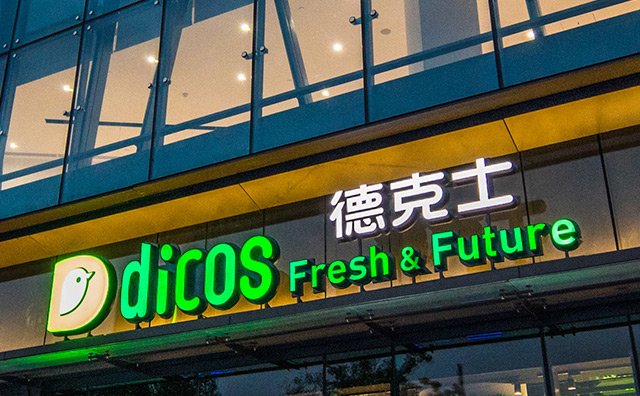 德克士
dicos Fresh & Future